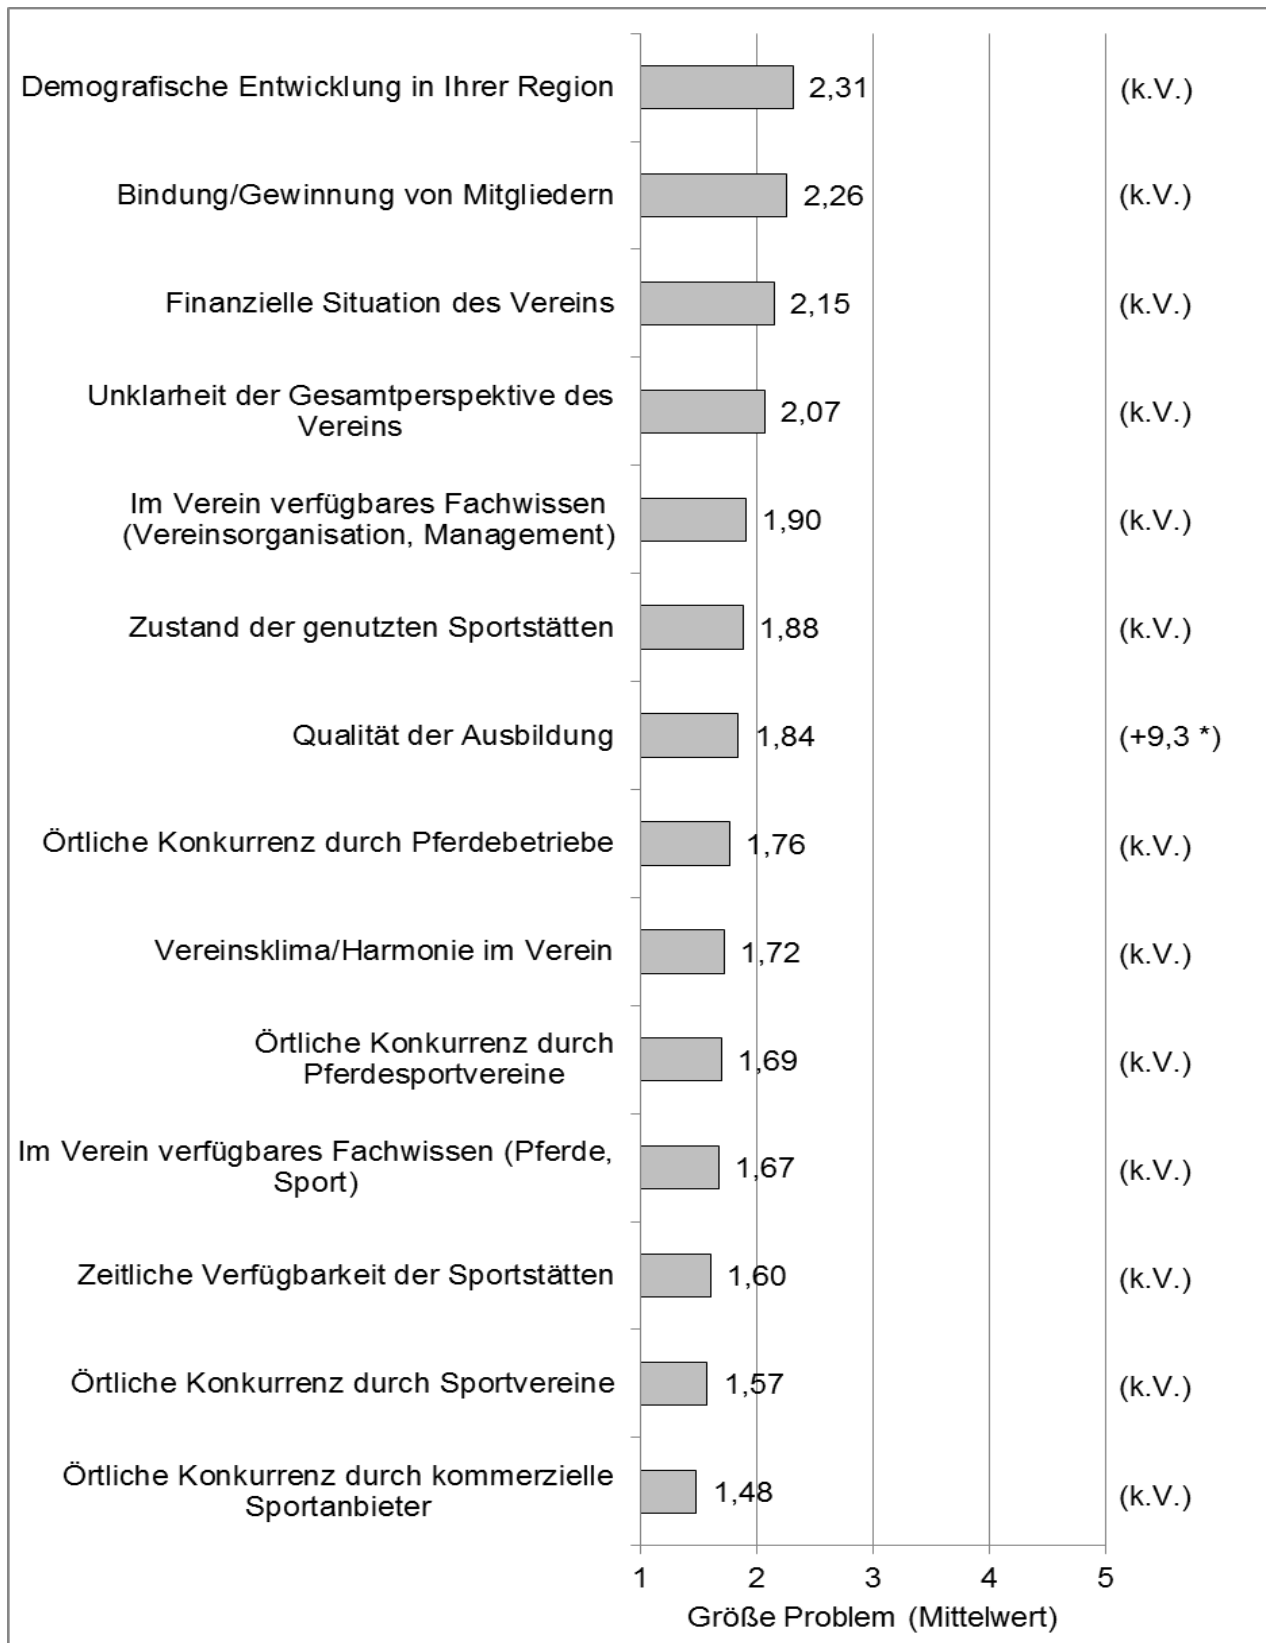 Demografische Entwicklung in Ihrer Region 2,31 (k.V.)
Bindung/Gewinnung von Mitgliedern 2,26 (k.V.)
Finanzielle Situation des Vereins 2,15 (k.V.)
Unklarheit der Gesamtperspektive des
Vereins 2,07 (k.V.)
Im Verein verfügbares Fachwissen
(Vereinsorganisation, Management) 1,90 (k.V.)
Zustand der genutzten Sportstätten 1,88 (k.V.)
Qualität der Ausbildung 1,84 (+9,3 *)
Örtliche Konkurrenz durch Pferdebetriebe 1,76 (k.V.)
Vereinsklima/Harmonie im Verein 1,72 (k.V.)
Örtliche Konkurrenz durch
Pferdesportvereine 1,69 (k.V.)
Im Verein verfügbares Fachwissen (Pferde,
Sport) 1,67 (k.V.)
Zeitliche Verfügbarkeit der Sportstätten 1,60 (k.V.)
Örtliche Konkurrenz durch Sportvereine 1,57 (k.V.)
Örtliche Konkurrenz durch kommerzielle
Sportanbieter 1,48 (k.V.)
1 2 3 4 5
Größe Problem (Mittelwert)